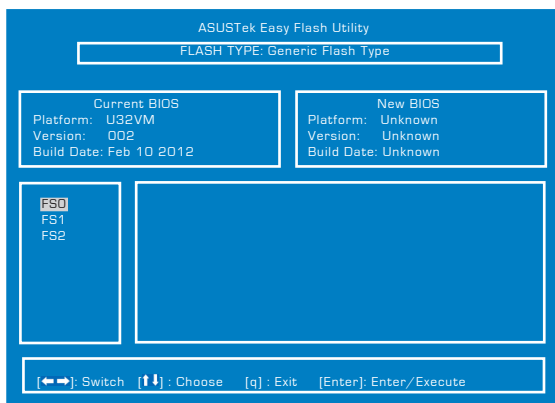 ASUSTek Easy Flash Utility
FLASH TYPE: Generic Flash Type
Current BIOS
Platform: U32VM
Version: 002
Build Date: Feb 10 2012
New BIOS
Platform: Unknown
Version: Unknown
Build Date: Unknown
FS0
FS1
FS2
[←→]: Switch [↑↓] : Choose [q] : Exit [Enter]: Enter/Execute